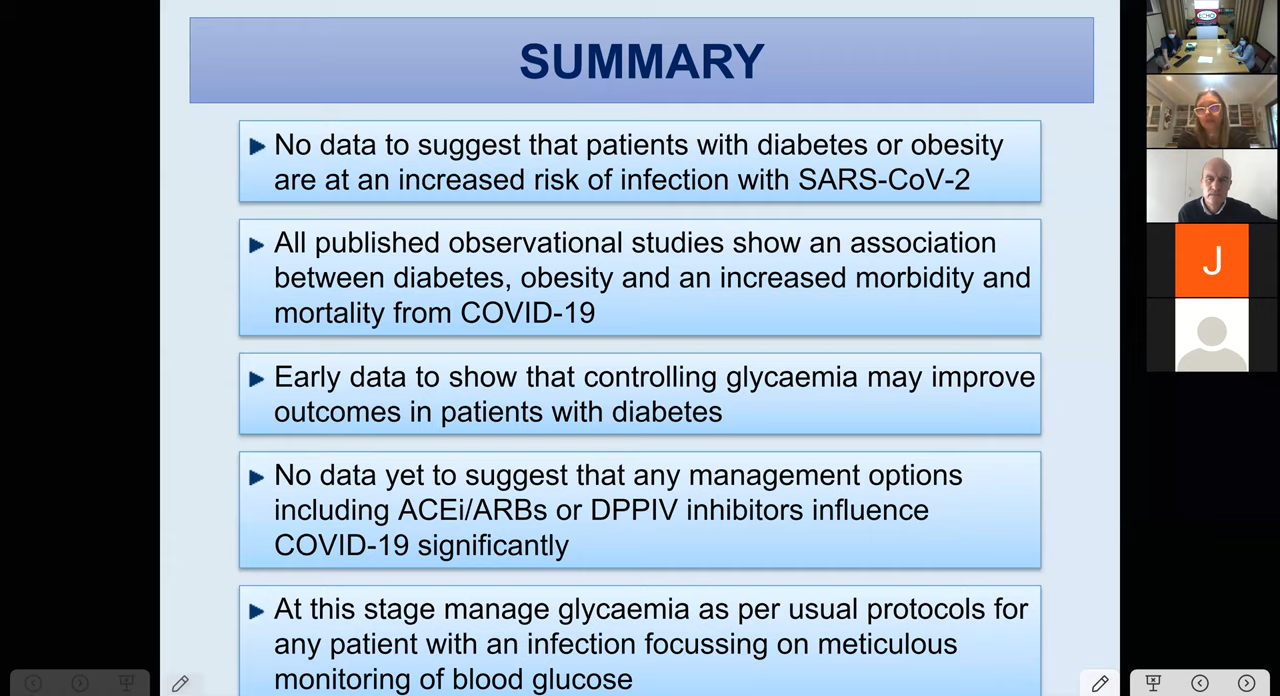 SUMMARY
No data to suggest that patients with diabetes or obesity
are at an increased risk of infection with SARS-CoV-2
All published observational studies show an association
between diabetes, obesity and an increased morbidity and
mortality from COVID-19
Early data to show that controlling glycaemia may improve
outcomes in patients with diabetes
No data yet to suggest that any management options
including ACEi/ARBs or DPPIV inhibitors influence
COVID-19 significantly
At this stage manage glycaemia as per usual protocols for
any patient with an infection focussing on meticulous
monitoring of blood glucose
ECHO
J